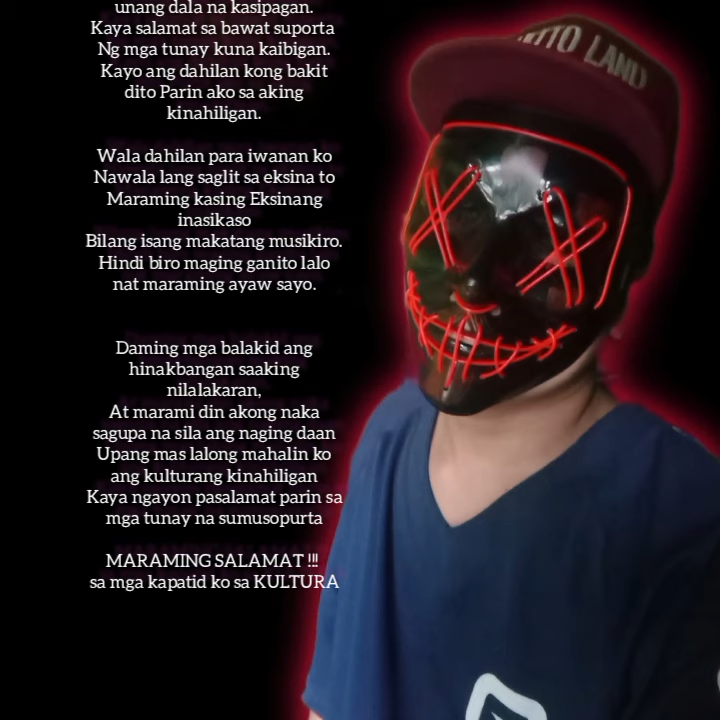 unang dala na kasipagan.
Kaya salamat sa bawat suporta
Ng mga tunay kuna kaibigan.
Kayo ang dahilan kong bakit
dito Parin ako sa aking
kinahiligan.
Wala dahilan para iwanan ko
Nawala lang saglit sa eksina to
Maraming kasing Eksinang
inasikaso
Bilang isang makatang musikiro.
Hindi biro maging ganito lalo
nat maraming ayaw sayo.
Daming mga balakid ang
hinakbangan saaking
nilalakaran,
At marami din akong naka
sagupa na sila ang naging daan
Upang mas lalong mahalin ko
ang kulturang kinahiligan
Kaya ngayon pasalamat parin sa
mga tunay na sumusopurta
MARAMING SALAMAT !!!
sa mga kapatid ko sa KULTURA
LAND